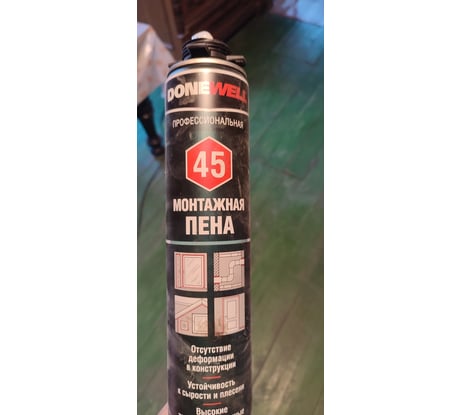 DONEWELL
ПРОФЕССИОНАЛЬНАЯ
45
МОНТАЖНАЯ
ПЕНА
Отсутствие
деформации
в конструкции
Устойчивость
к сырости и плесени
Высокие